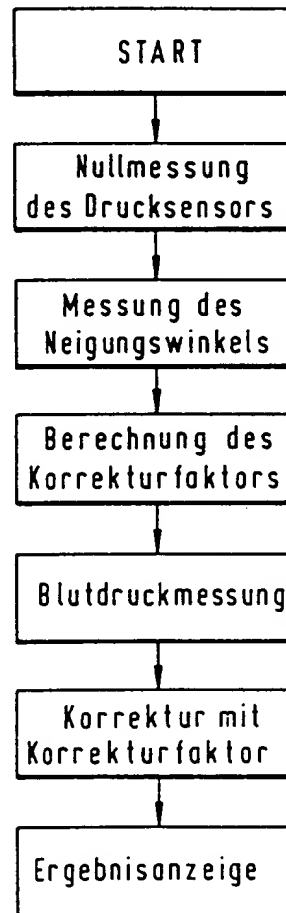 START
Nullmessung
des Drucksensors
Messung des
Neigungswinkels
Berechnung des
Korrekturfaktors
Blutdruckmessung
Korrektur mit
Korrekturfaktor
Ergebnisanzeige